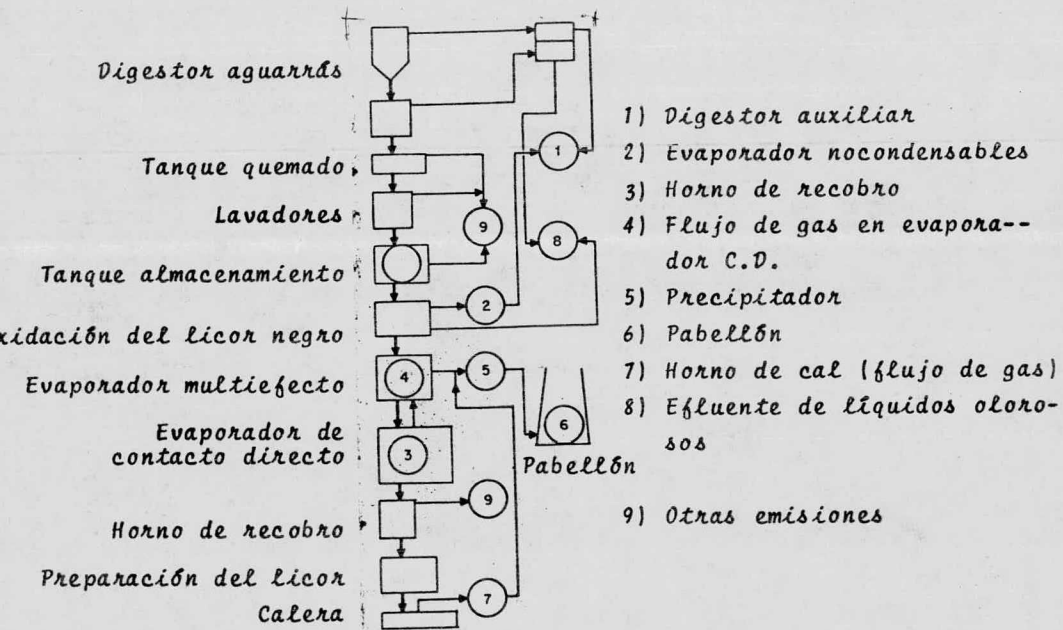 Digestor aguarrás
Tanque quemado
Lavadores
Tanque almacenamiento
xidación del licor negro
Evaporador multiefecto
Evaporador de
contacto directo
Horno de recobro
Preparación del licor
Calera
1
9
8
2
4
5
6
3
9
7
Pabellón
1) Digestor auxiliar
2) Evaporador nocondensables
3) Horno de recobro
4) Flujo de gas en evapora--
dor C.D.
5) Precipitador
6) Pabellón
7) Horno de cal (flujo de gas)
8) Efluente de líquidos oloro-
sos
9) Otras emisiones